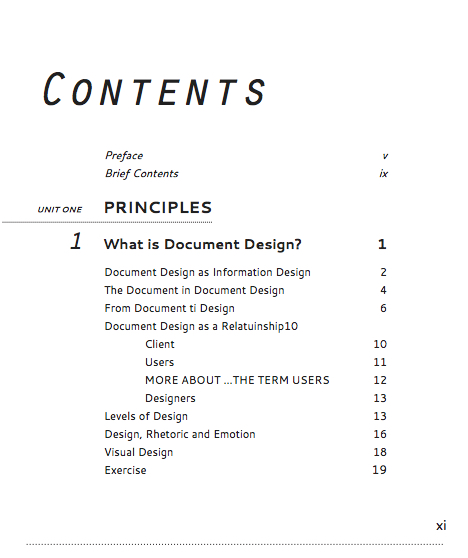 CONTENTS
Preface v
Brief Contents ix
UNIT ONE PRINCIPLES
1 What is Document Design? 1
Document Design as Information Design 2
The Document in Document Design 4
From Document ti Design 6
Document Design as a Relatuinship10
Client 10
Users 11
MORE ABOUT ...THE TERM USERS 12
Designers 13
Levels of Design 13
Design, Rhetoric and Emotion 16
Visual Design 18
Exercise 19
xi